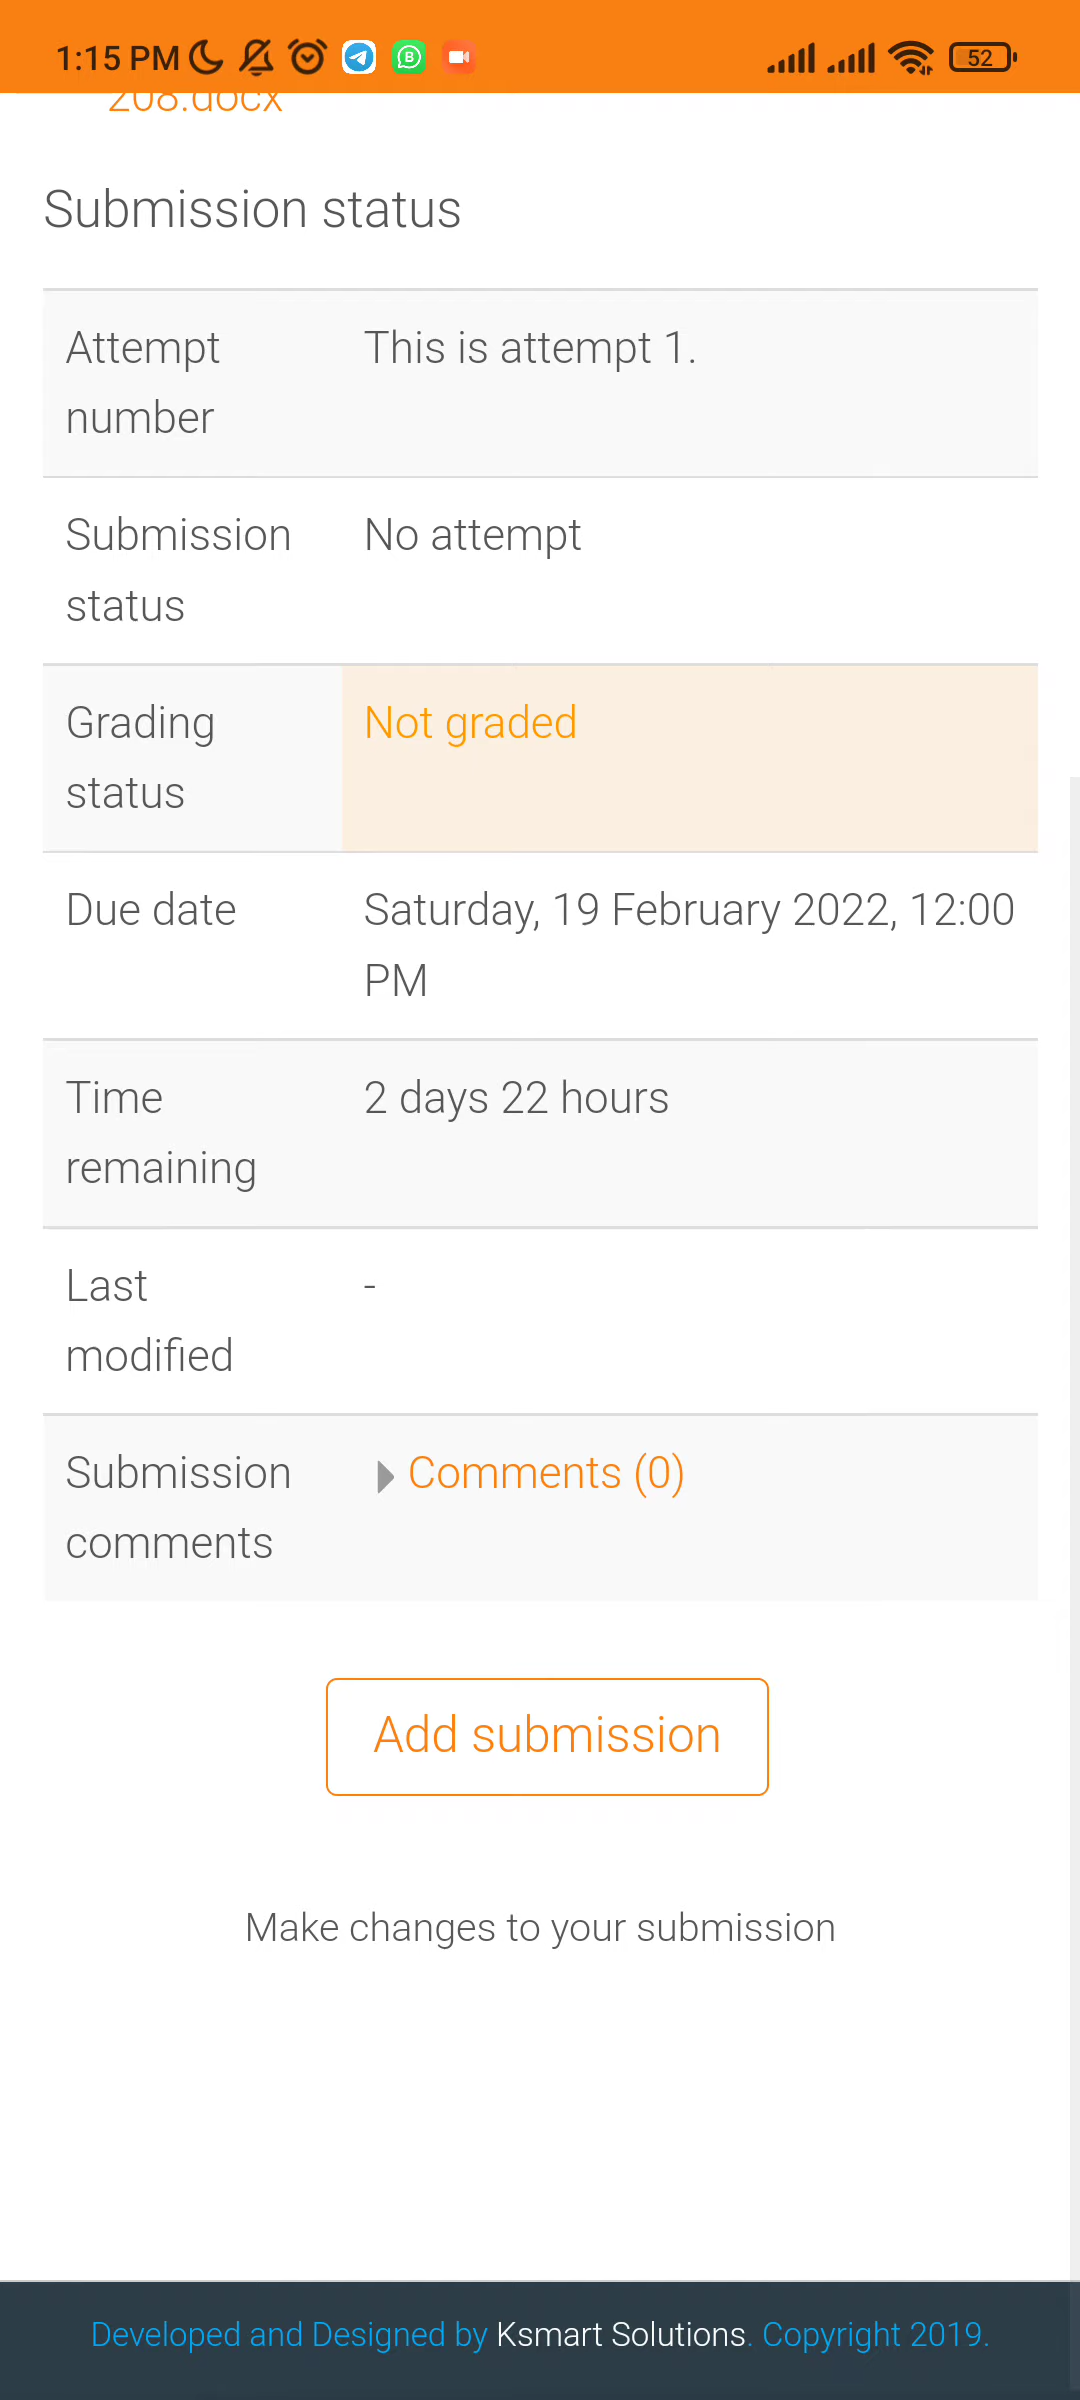 1:15 PM
52
208.docx
Submission status
Attempt number
This is attempt 1.
Submission status
No attempt
Grading status
Not graded
Due date
Saturday, 19 February 2022, 12:00 PM
Time remaining
2 days 22 hours
Last modified
-
Submission comments
Comments (0)
Add submission
Make changes to your submission
Developed and Designed by Ksmart Solutions. Copyright 2019.